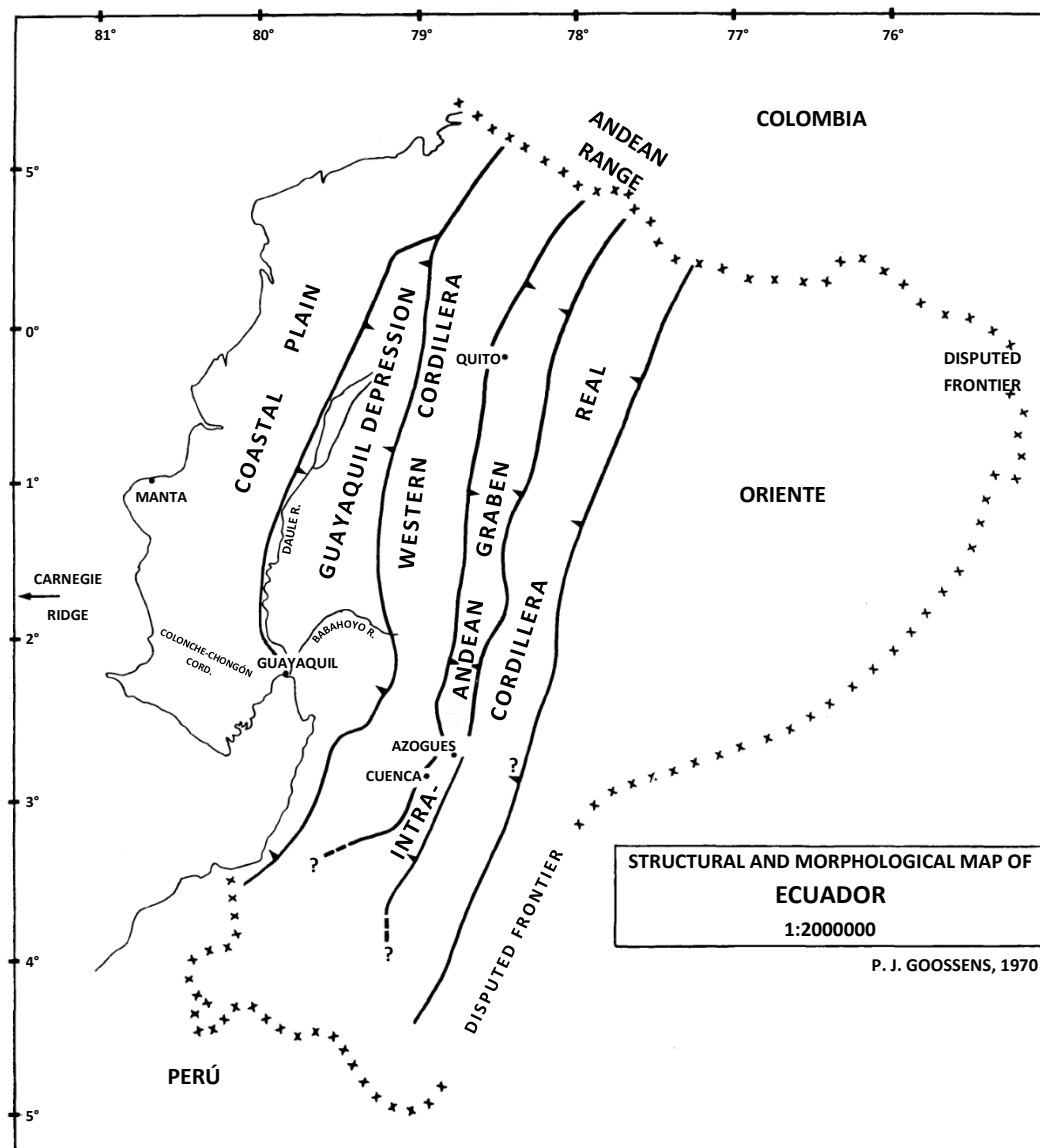 81°
80°
79°
78°
77°
76°
COLOMBIA
ANDEAN
RANGE
5°
0°
1°
2°
3°
4°
5°
COASTAL PLAIN
GUAYAQUIL DEPRESSION
WESTERN CORDILLERA
QUITO
REAL
CORDILLERA
DISPUTED
FRONTIER
MANTA
DAULE R.
GRABEN
ANDEAN
INTRA-
ORIENTE
CARNEGIE
RIDGE
COLONCHE-CHONGÓN
CORD.
BABAHOYO R.
GUAYAQUIL
AZOGUES
CUENCA
?
?
?
DISPUTED FRONTIER
STRUCTURAL AND MORPHOLOGICAL MAP OF
ECUADOR
1:2000000
P. J. GOOSSENS, 1970
PERÚ